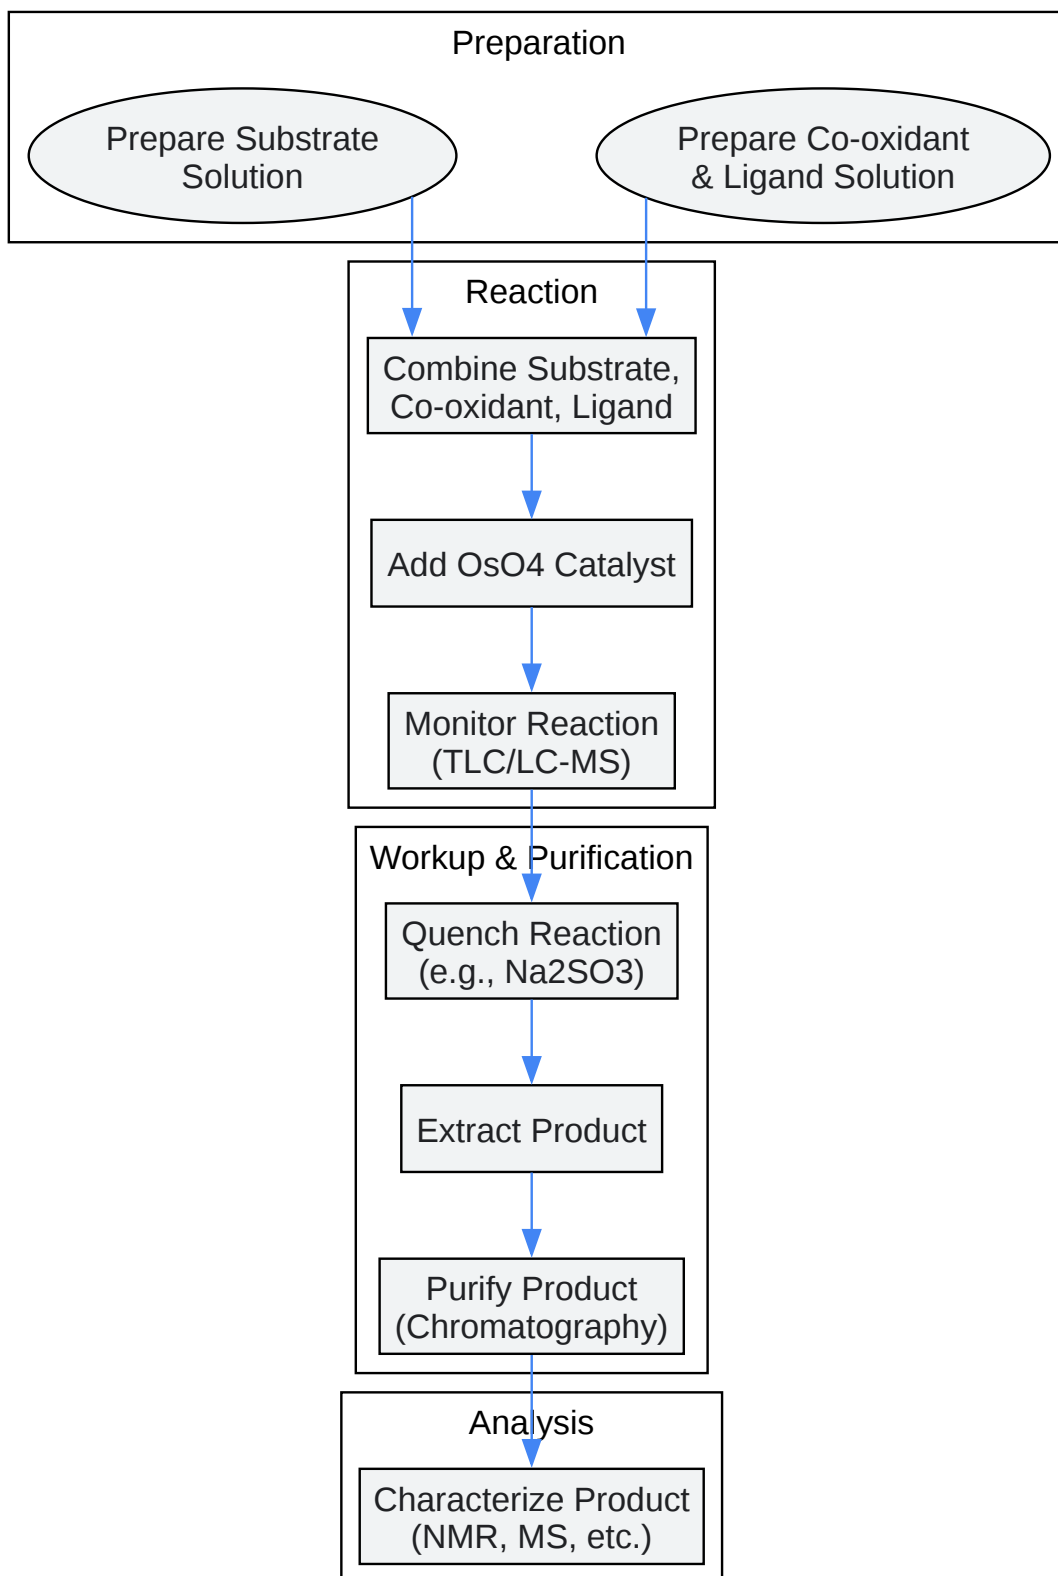 Preparation
Prepare Substrate
Solution
Prepare Co-oxidant
& Ligand Solution
Reaction
Combine Substrate,
Co-oxidant, Ligand
Add OsO4 Catalyst
Monitor Reaction
(TLC/LC-MS)
Workup & Purification
Quench Reaction
(e.g., Na2SO3)
Extract Product
Purify Product
(Chromatography)
Analysis
Characterize Product
(NMR, MS, etc.)